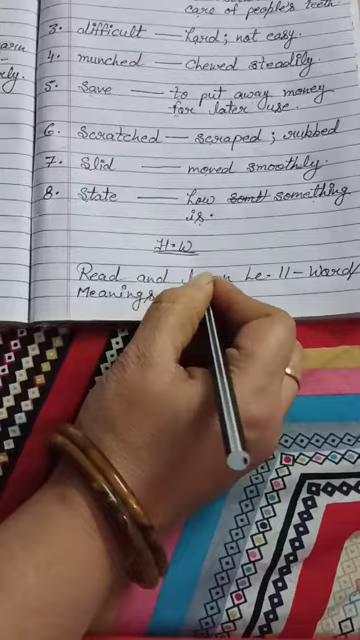 care of people's teeth.
3. difficult — Hard; not easy.
4. munched — chewed steadily.
5. Save — to put away money
for later use.
6. Scratched — scraped; rubbed
7. Slid — moved smoothly.
8. State — how something
is.
H.W
Read and Le-11-Word/
Meanings